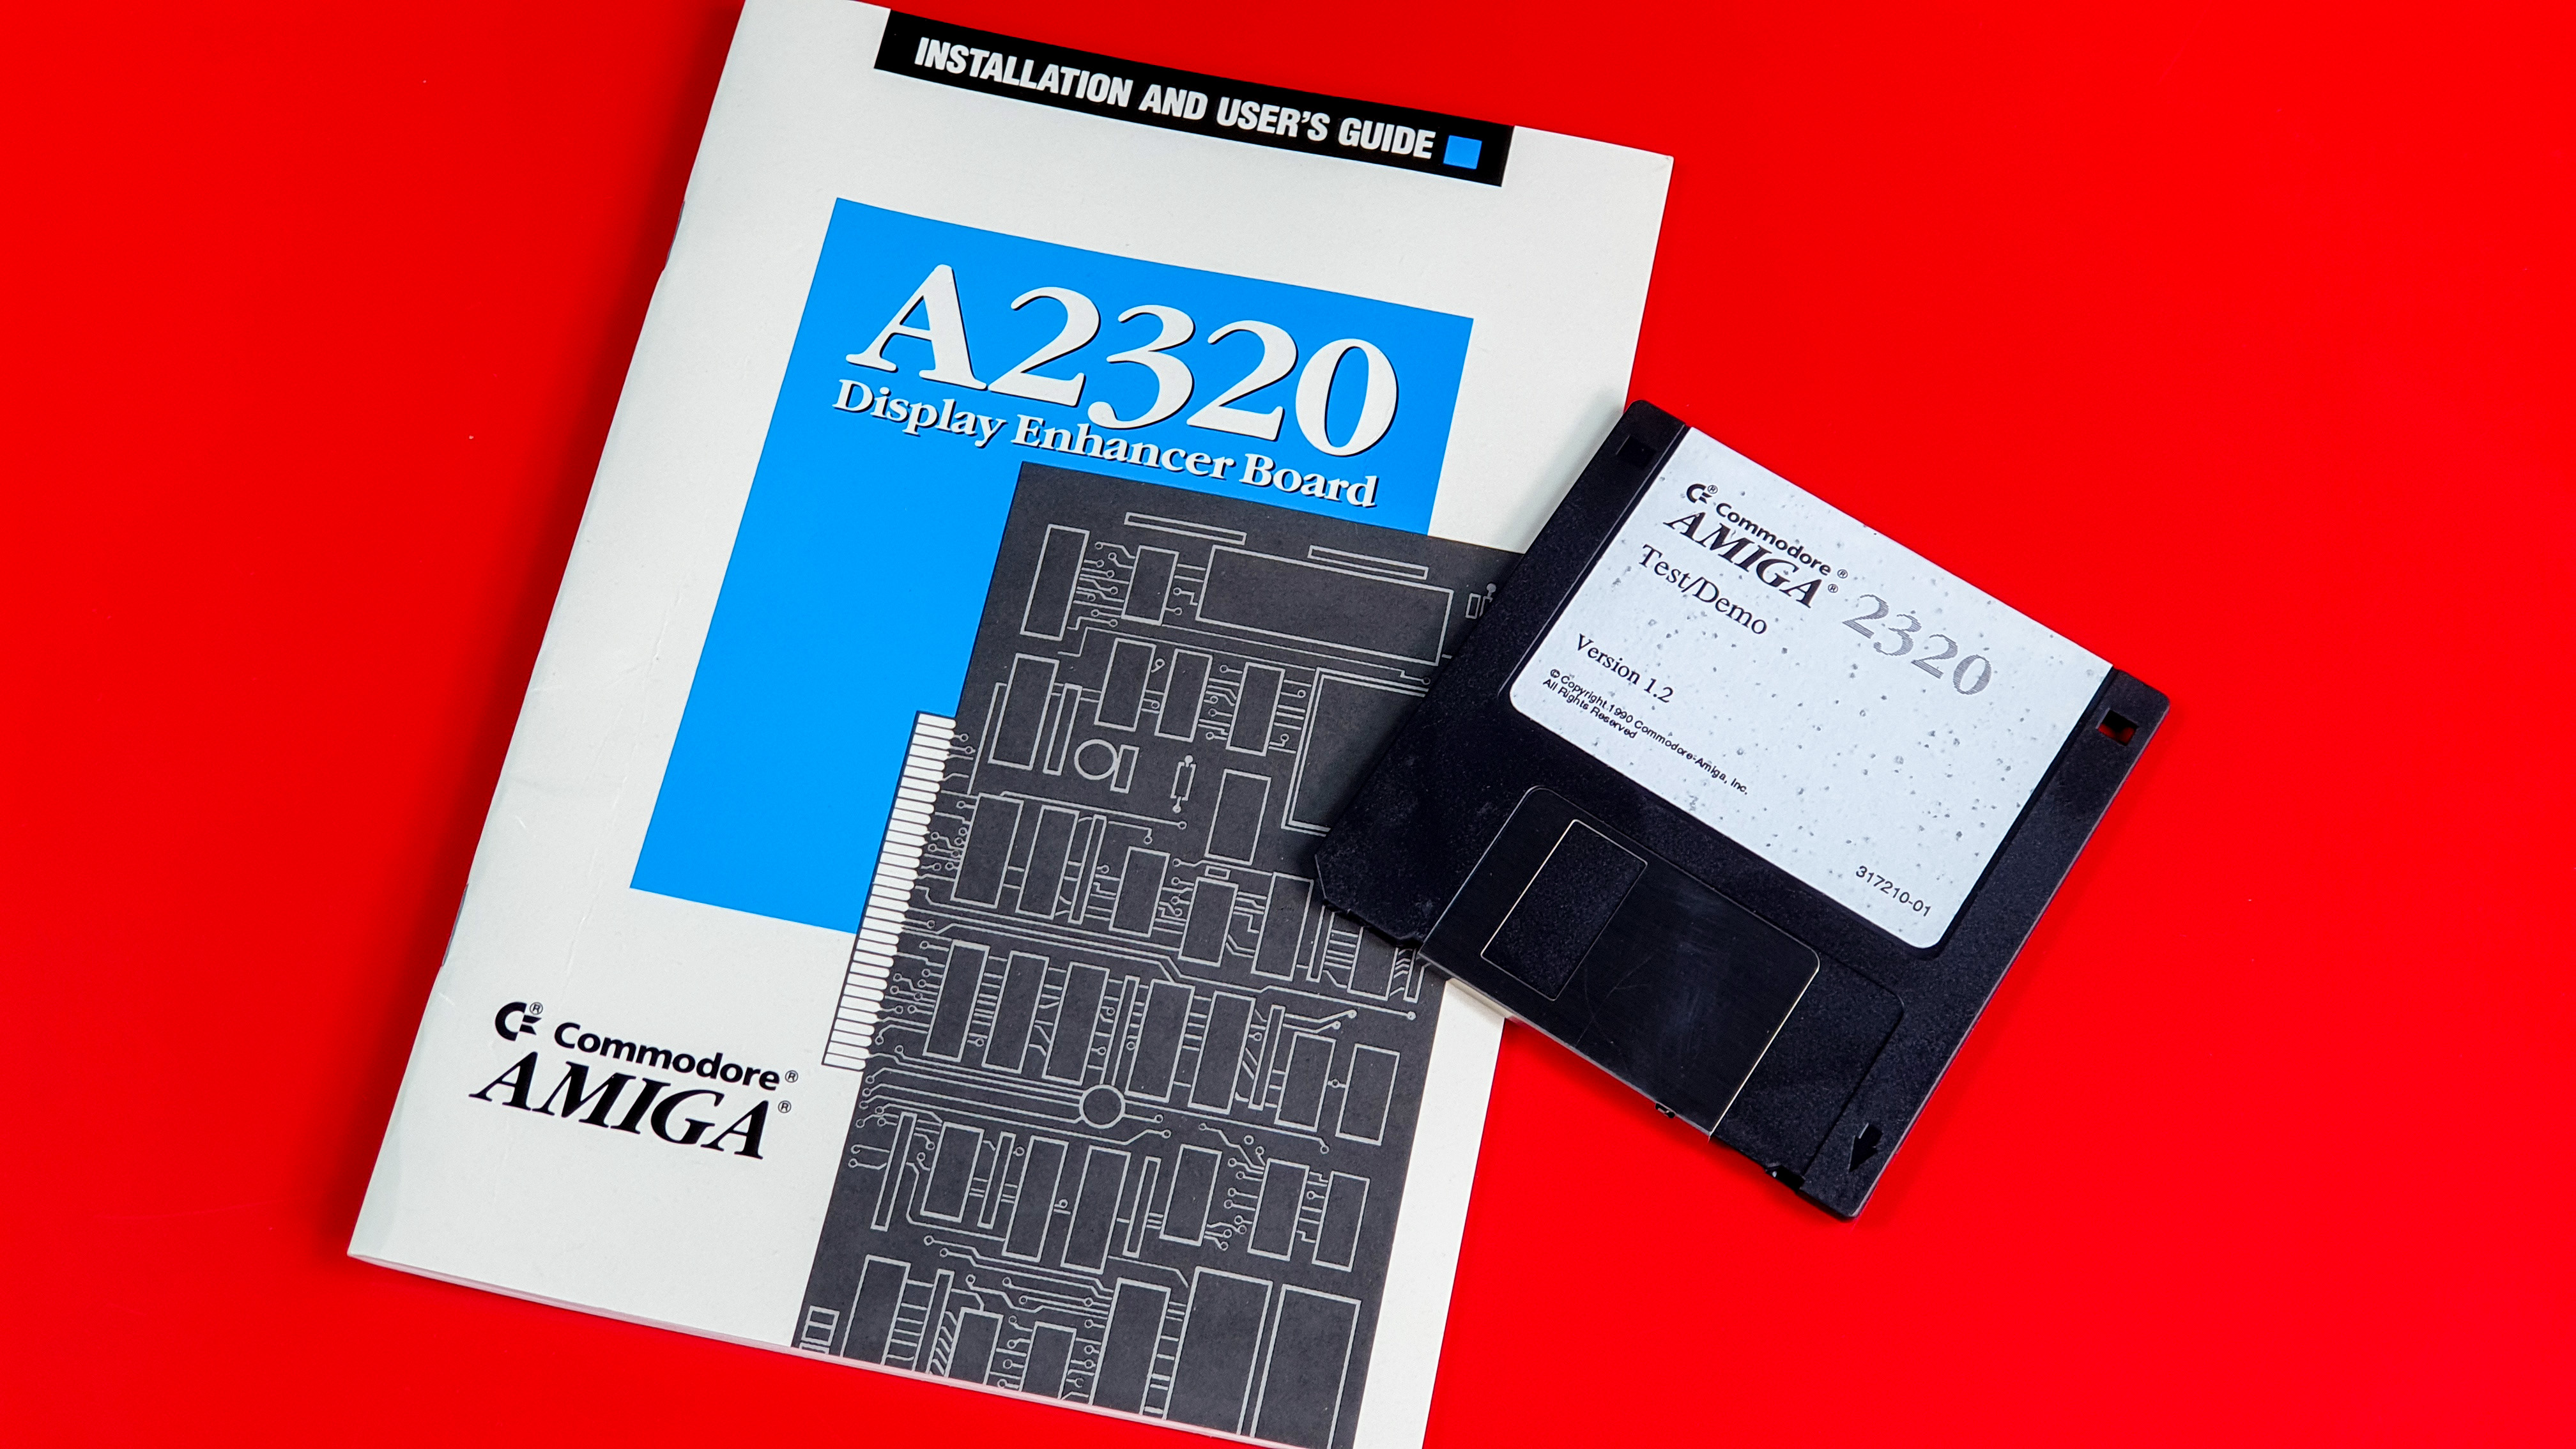 INSTALLATION AND USER'S GUIDE
A2320
Display Enhancer Board
Commodore®
AMIGA®
Commodore®
AMIGA® 2320
Test/Demo
Version 1.2
© Copyright 1990 Commodore-Amiga, Inc.
All Rights Reserved
317210-01